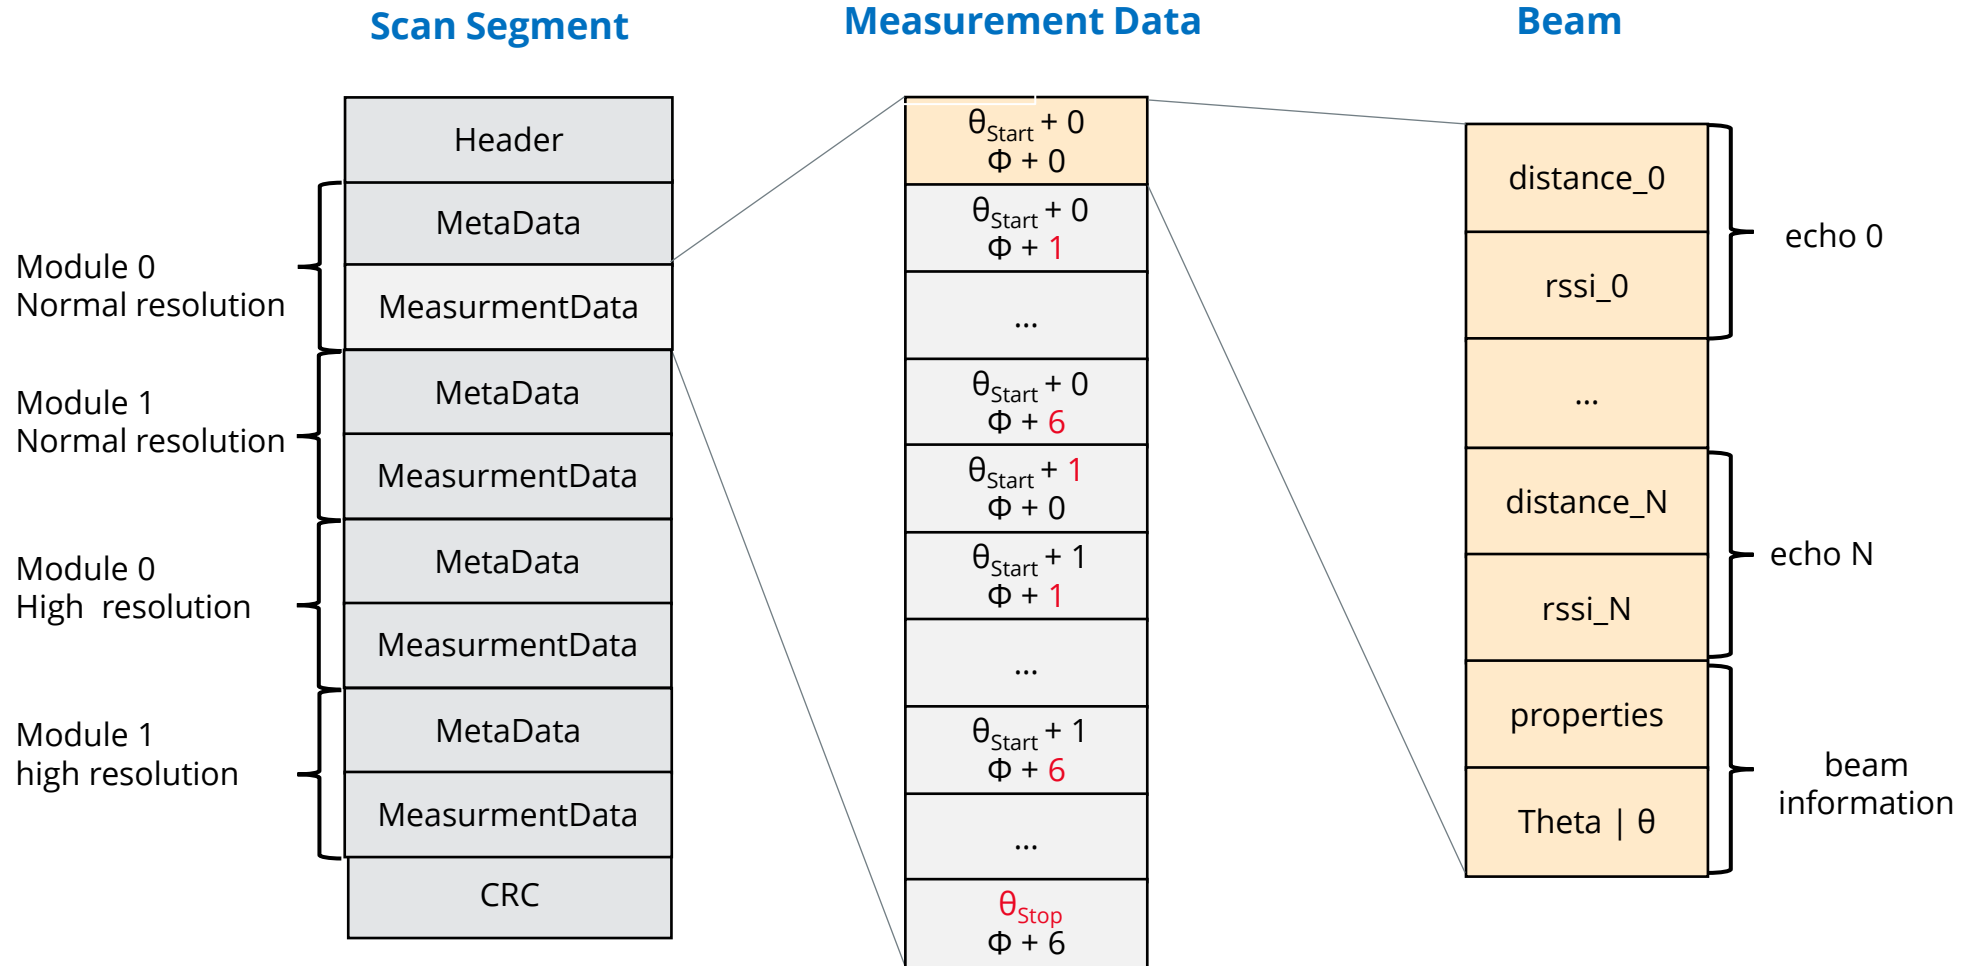 Scan Segment
Measurement Data
Beam
Module 0
Normal resolution
Module 1
Normal resolution
Module 0
High  resolution
Module 1
high resolution
Header
MetaData
MeasurmentData
MetaData
MeasurmentData
MetaData
MeasurmentData
MetaData
MeasurmentData
CRC
θStart + 0
Φ + 0
θStart + 0
Φ + 1
...
θStart + 0
Φ + 6
θStart + 1
Φ + 0
θStart + 1
Φ + 1
...
θStart + 1
Φ + 6
...
θStop
Φ + 6
distance_0
rssi_0
...
distance_N
rssi_N
properties
Theta | θ
echo 0
echo N
beam
information